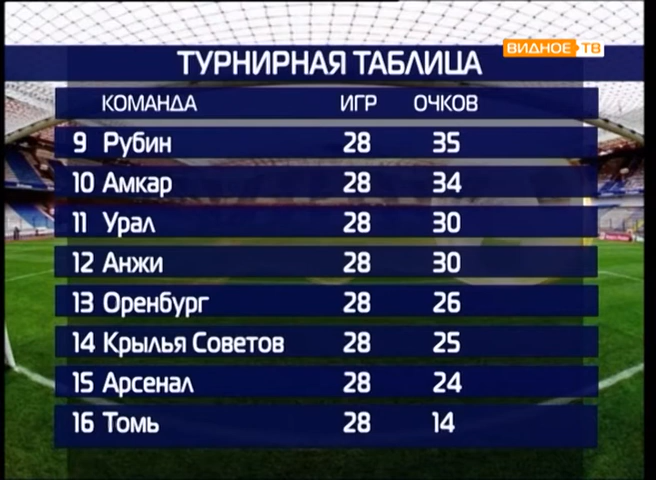 ВИДНОЕ ТВ
ТУРНИРНАЯ ТАБЛИЦА
КОМАНДА ИГР ОЧКОВ
9 Рубин 28 35
10 Амкар 28 34
11 Урал 28 30
12 Анжи 28 30
13 Оренбург 28 26
14 Крылья Советов 28 25
15 Арсенал 28 24
16 Томь 28 14